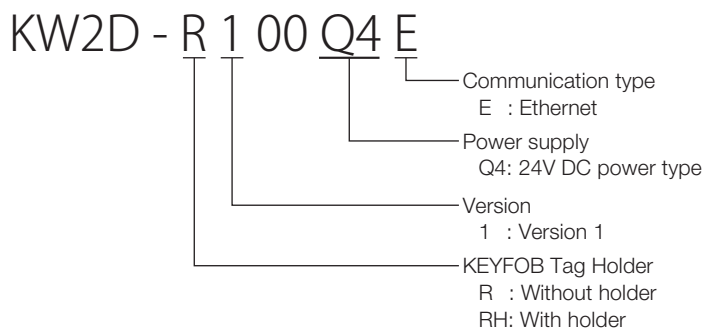 KW2D - R 1 00 Q4 E
Communication type
E : Ethernet
Power supply
Q4: 24V DC power type
Version
1 : Version 1
KEYFOB Tag Holder
R : Without holder
RH: With holder